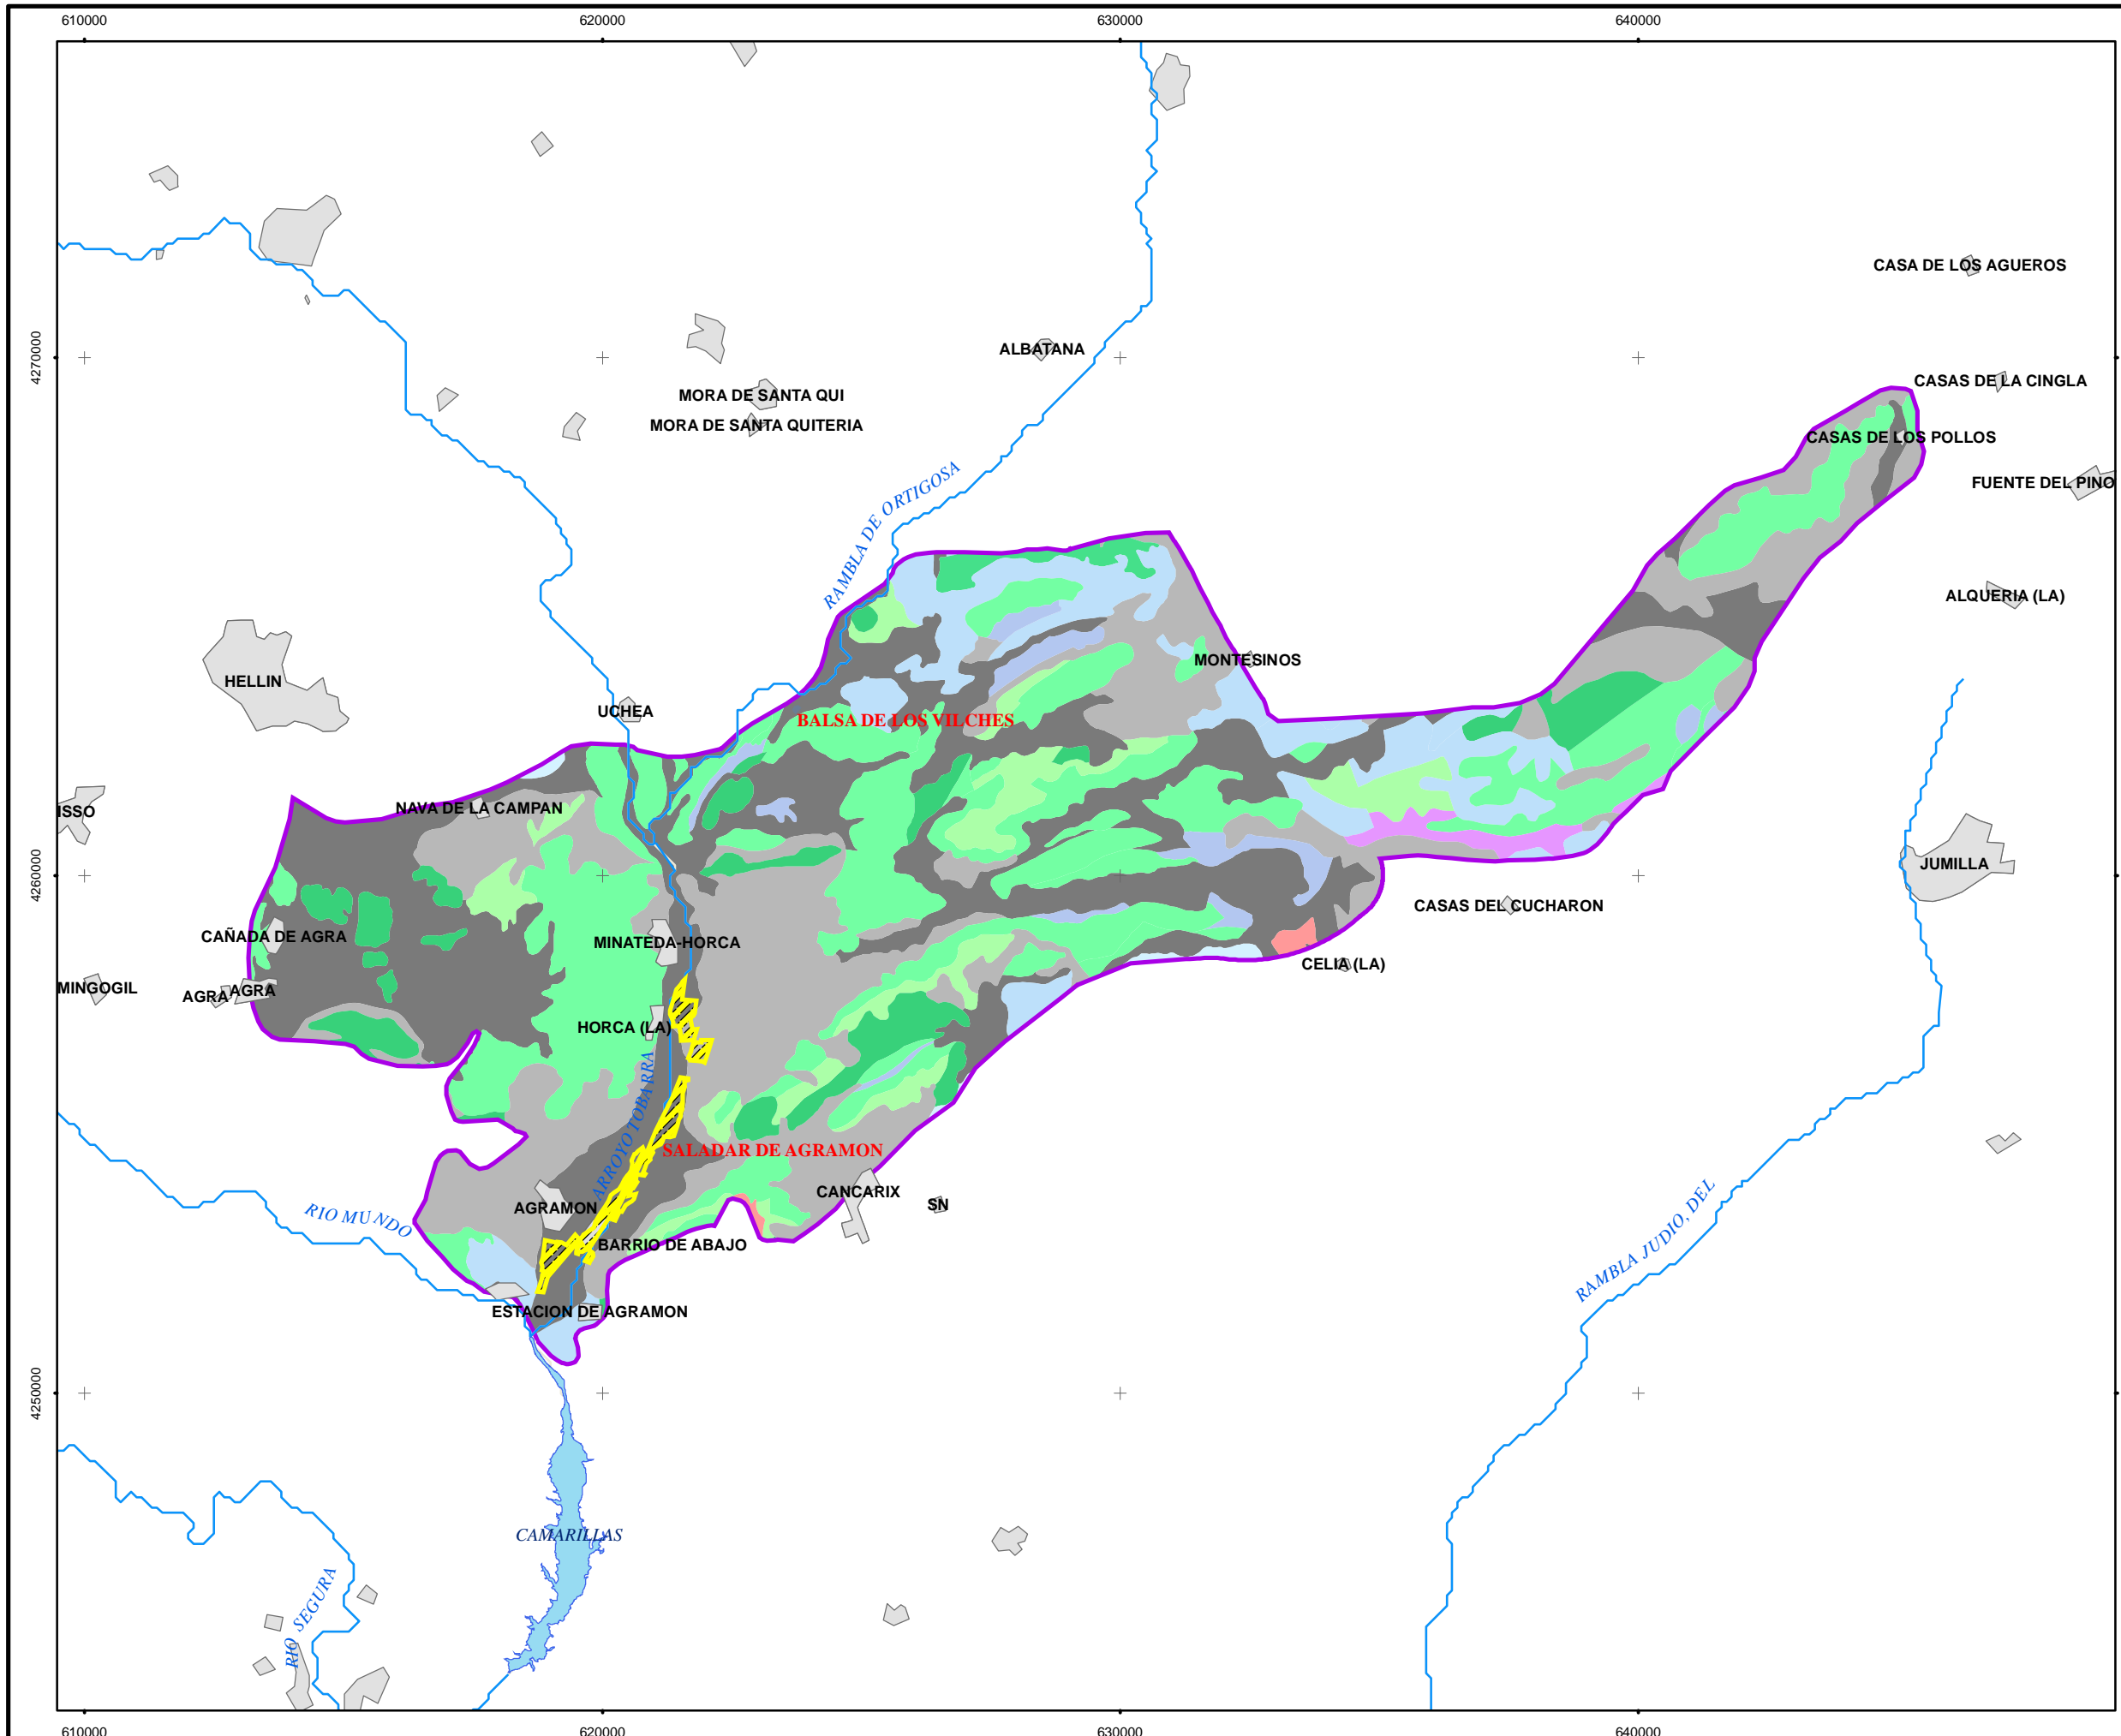 610000
620000
630000
640000
CASA DE LOS AGUEROS
4270000
ALBATANA
CASAS DE LA CINGLA
MORA DE SANTA QUI
MORA DE SANTA QUITERIA
CASAS DE LOS POLLOS
RAMBLA DE ORTIGOSA
FUENTE DEL PINO
ALQUERIA (LA)
MONTESINOS
HELLIN
UCHEA
BALSA DE LOS VILCHES
NAVA DE LA CAMPAN
ISSO
4260000
JUMILLA
CASAS DEL CUCHARON
CAÑADA DE AGRA
MINATEDA-HORCA
CELIA (LA)
MINGOGIL
AGRA
AGRA
HORCA (LA)
ARROYO TOBARRA
SALADAR DE AGRAMON
CANCARIX
SN
AGRAMON
RIO MUNDO
BARRIO DE ABAJO
RAMBLA JUDIO, DEL
ESTACION DE AGRAMON
4250000
CAMARILLAS
RIO SEGURA
610000
620000
630000
640000